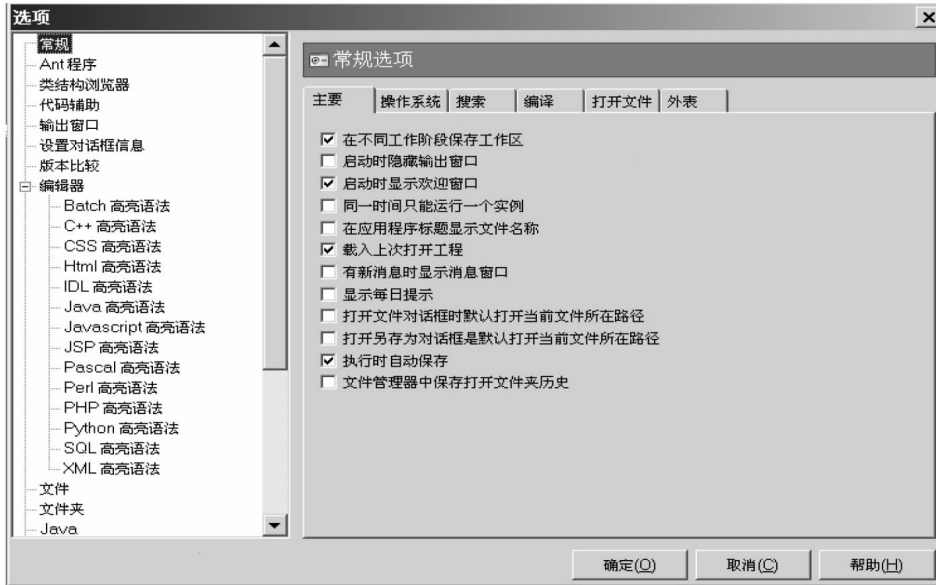 选项
常规
Ant 程序
类结构浏览器
代码辅助
输出窗口
设置对话框信息
版本比较
编辑器
Batch 高亮语法
C++ 高亮语法
CSS 高亮语法
Html 高亮语法
IDL 高亮语法
Java 高亮语法
Javascript 高亮语法
JSP 高亮语法
Pascal 高亮语法
Perl 高亮语法
PHP 高亮语法
Python 高亮语法
SQL 高亮语法
XML 高亮语法
文件
文件夹
Java
常规选项
主要 操作系统 搜索 编译 打开文件 外表
在不同工作阶段保存工作区
启动时隐藏输出窗口
启动时显示欢迎窗口
同一时间只能运行一个实例
在应用程序标题显示文件名称
载入上次打开工程
有新消息时显示消息窗口
显示每日提示
打开文件对话框时默认打开当前文件所在路径
打开另存为对话框是默认打开当前文件所在路径
执行时自动保存
文件管理器中保存打开文件夹历史
确定(O) 取消(C) 帮助(H)